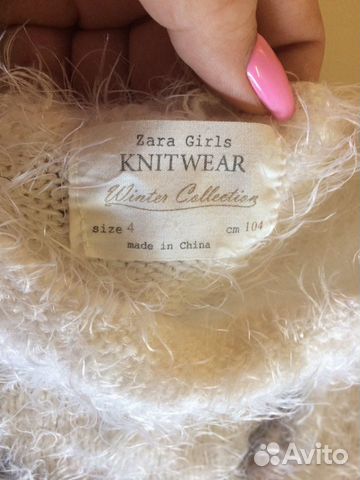 Zara Girls
KNITWEAR
Winter Collection
size 4 cm 104
made in China
Avito